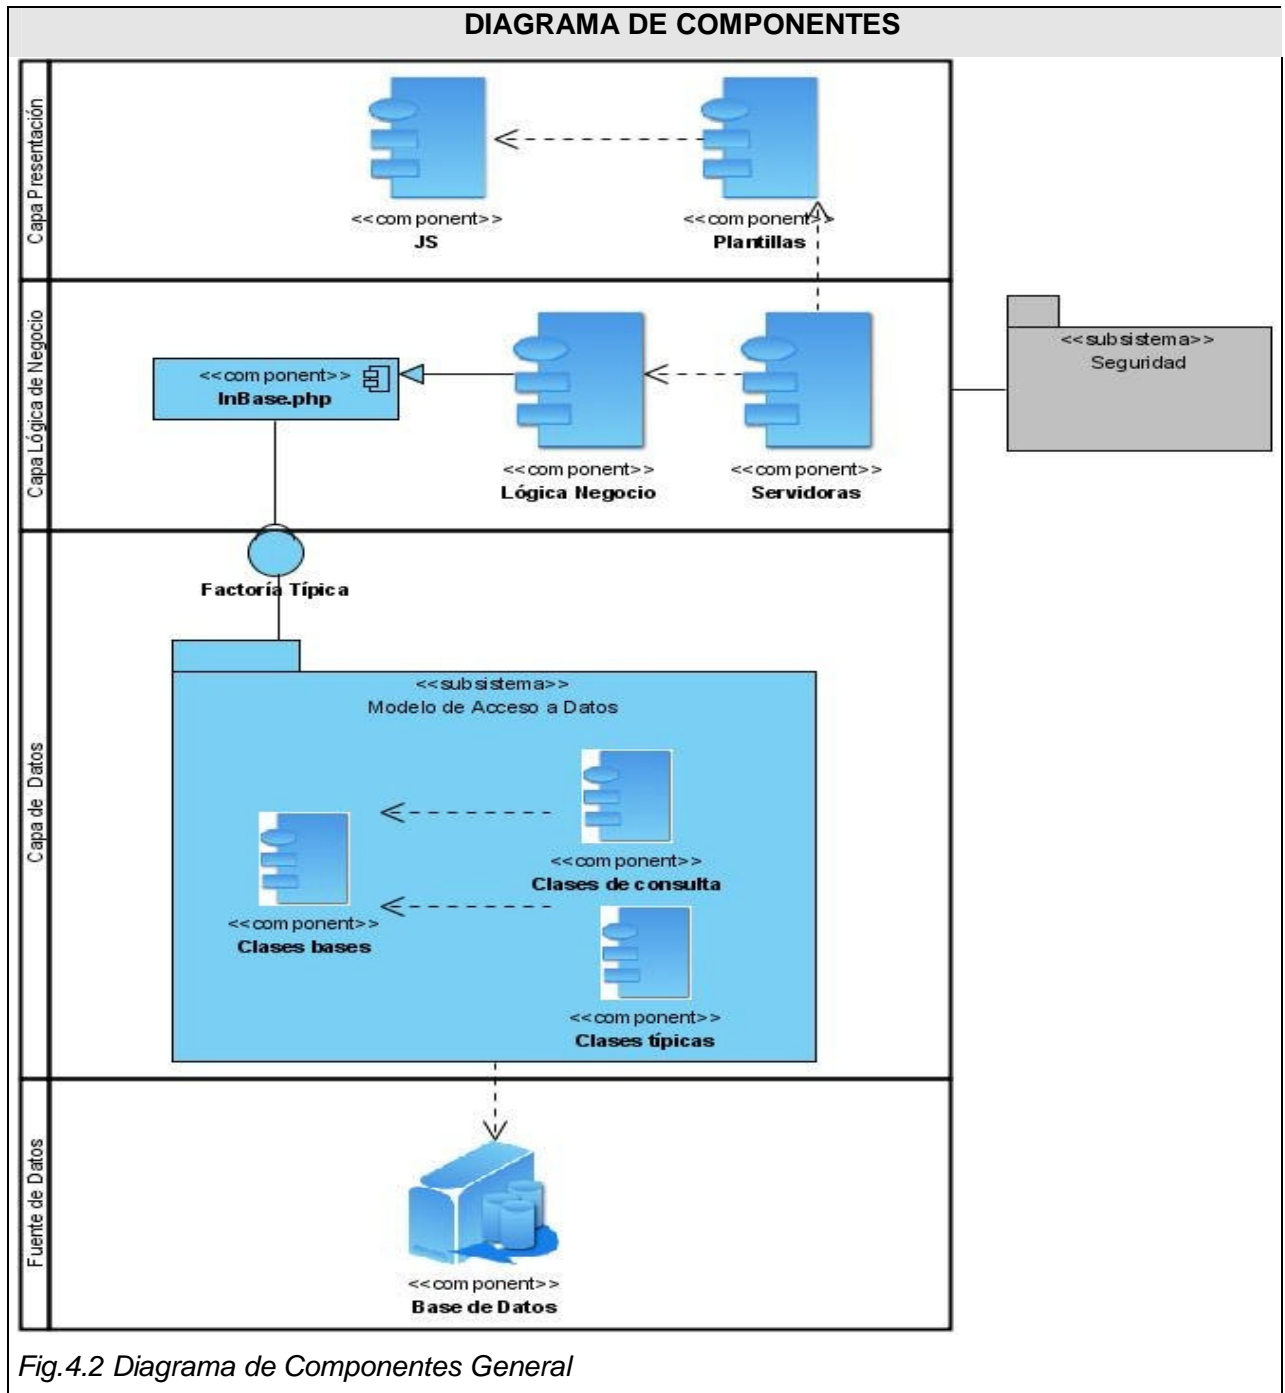 DIAGRAMA DE COMPONENTES
Capa Presentación
<<component>>
JS
<<component>>
Plantillas
Capa Lógica de Negocio
<<component>>
InBase.php
<<component>>
Lógica Negocio
<<component>>
Servidoras
<<subsistema>>
Seguridad
Factoría Típica
Capa de Datos
<<subsistema>>
Modelo de Acceso a Datos
<<component>>
Clases de consulta
<<component>>
Clases bases
<<component>>
Clases típicas
Fuente de Datos
<<component>>
Base de Datos
Fig.4.2 Diagrama de Componentes General